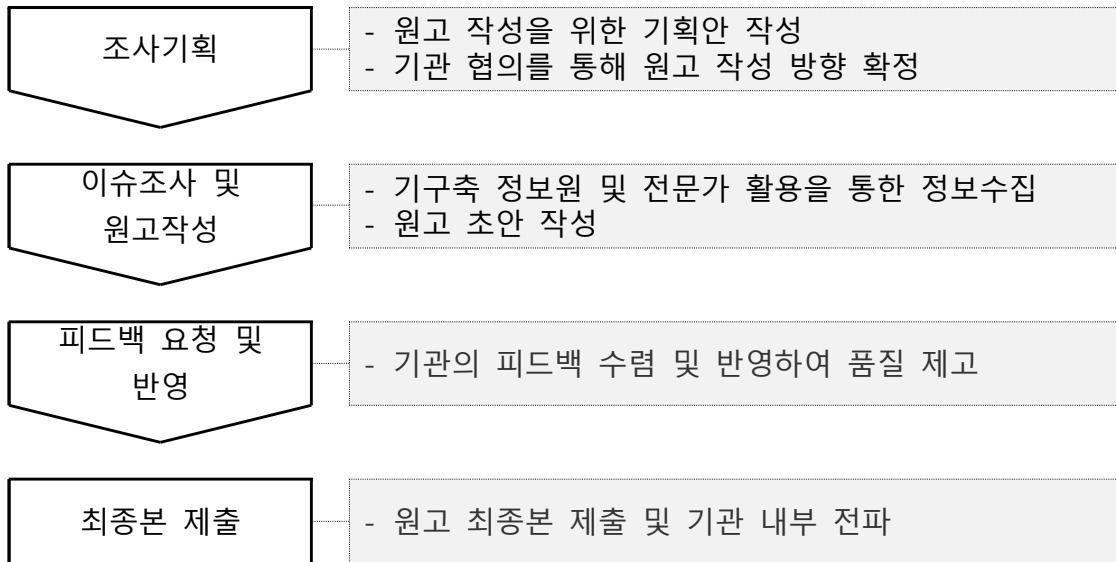 조사기획
- 원고 작성을 위한 기획안 작성
- 기관 협의를 통해 원고 작성 방향 확정
이슈조사 및
원고작성
- 기구축 정보원 및 전문가 활용을 통한 정보수집
- 원고 초안 작성
피드백 요청 및
반영
- 기관의 피드백 수렴 및 반영하여 품질 제고
최종본 제출
- 원고 최종본 제출 및 기관 내부 전파